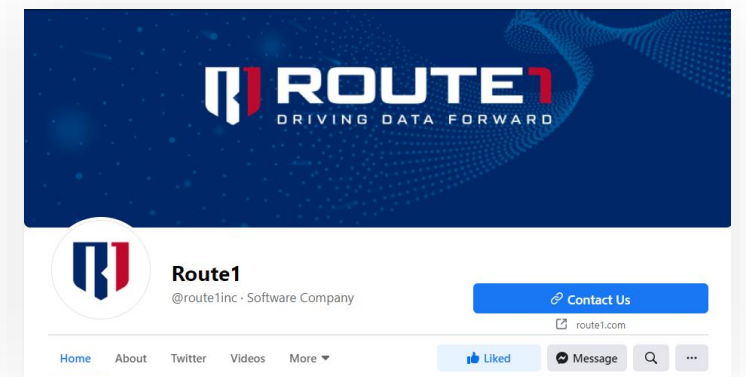 ROUTE1
DRIVING DATA FORWARD
Route1
@route1inc · Software Company
Contact Us
route1.com
Home About Twitter Videos More
Liked Message